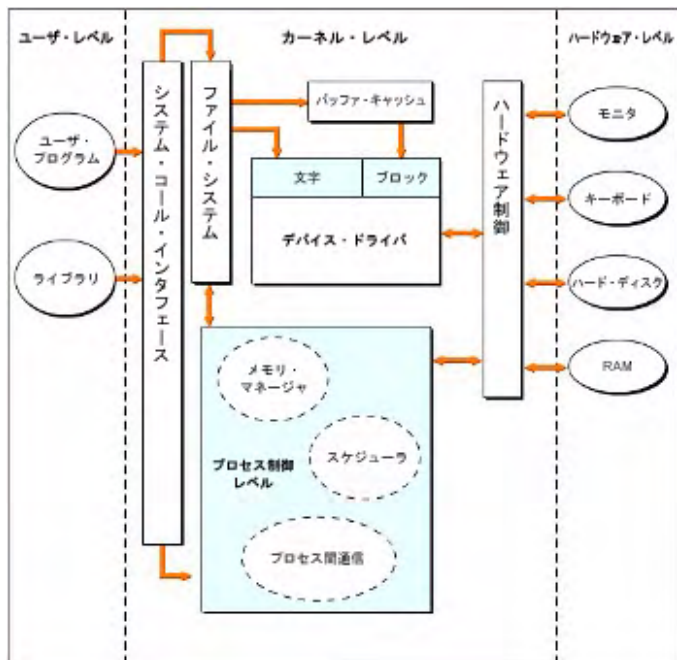 ユーザ・レベル
カーネル・レベル
ハードウェア・レベル
ユーザ・
プログラム
ライブラリ
システム・コール・インタフェース
ファイル・システム
バッファ・キャッシュ
文字
ブロック
デバイス・ドライバ
ハードウェア制御
モニタ
キーボード
ハード・ディスク
RAM
メモリ・
マネージャ
スケジューラ
プロセス制御
レベル
プロセス間通信